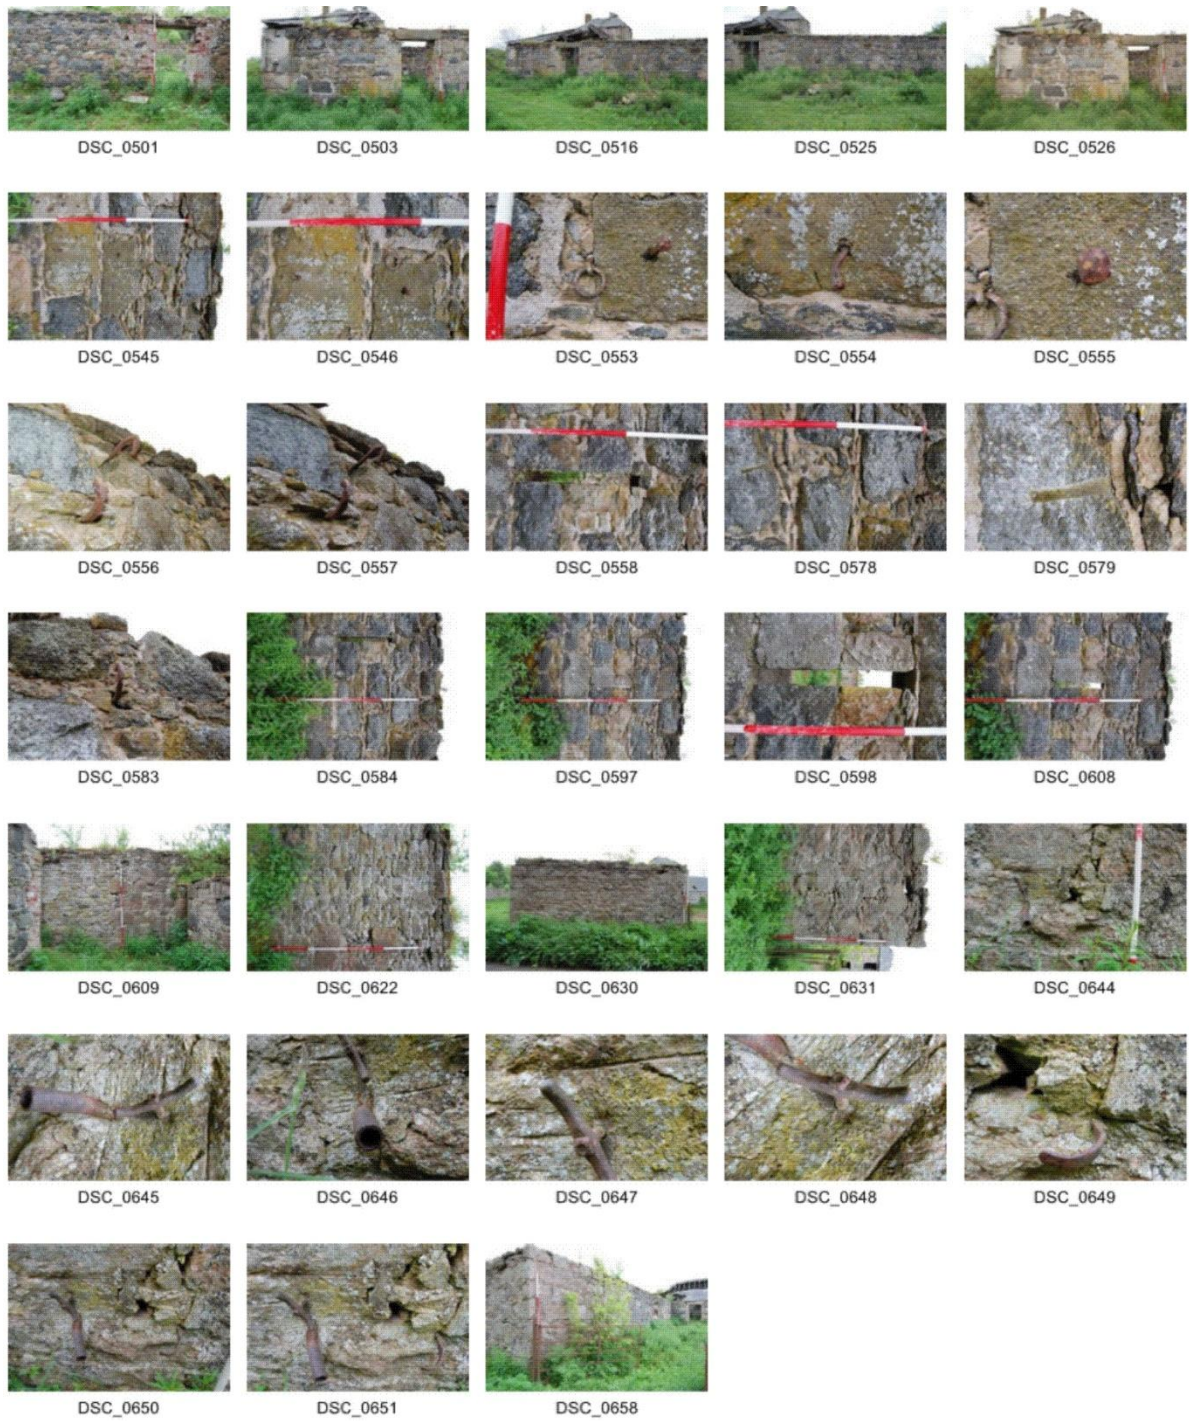 DSC_0501 DSC_0503 DSC_0516 DSC_0525 DSC_0526
DSC_0545 DSC_0546 DSC_0553 DSC_0554 DSC_0555
DSC_0556 DSC_0557 DSC_0558 DSC_0578 DSC_0579
DSC_0583 DSC_0584 DSC_0597 DSC_0598 DSC_0608
DSC_0609 DSC_0622 DSC_0630 DSC_0631 DSC_0644
DSC_0645 DSC_0646 DSC_0647 DSC_0648 DSC_0649
DSC_0650 DSC_0651 DSC_0658